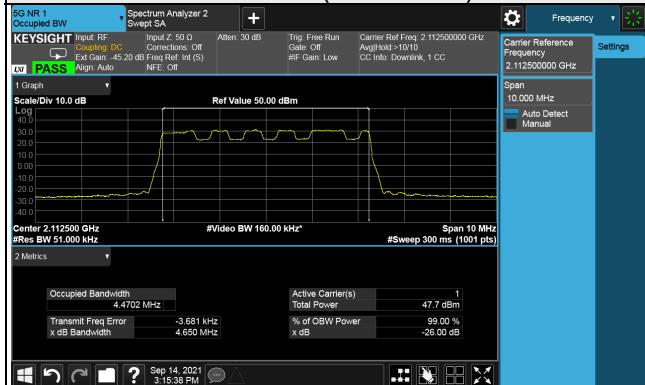 5G NR 1
Occupied BW
Spectrum Analyzer 2
Swept SA
Frequency
KEYSIGHT
Input: RF
Coupling: DC
Ext Gain: -45.20 dB
Align: Auto
LXI PASS
Input Z: 50 Ω
Corrections: Off
Freq Ref: Int (S)
NFE: Off
Atten: 30 dB
Trig: Free Run
Gate: Off
#IF Gain: Low
Carrier Ref Freq: 2.112500000 GHz
Avg|Hold:>10/10
CC Info: Downlink, 1 CC
Carrier Reference
Frequency
2.112500000 GHz
Settings
Span
10.000 MHz
Auto Detect
Manual
1 Graph
Scale/Div 10.0 dB
Ref Value 50.00 dBm
Log
40.0
30.0
20.0
10.0
0.00
-10.0
-20.0
-30.0
-40.0
Center 2.112500 GHz
#Video BW 160.00 kHz*
Span 10 MHz
#Res BW 51.000 kHz
#Sweep 300 ms (1001 pts)
2 Metrics
Occupied Bandwidth
4.4702 MHz
Active Carrier(s) 1
Total Power 47.7 dBm
Transmit Freq Error -3.681 kHz
x dB Bandwidth 4.650 MHz
% of OBW Power 99.00 %
x dB -26.00 dB
Sep 14, 2021
3:15:38 PM